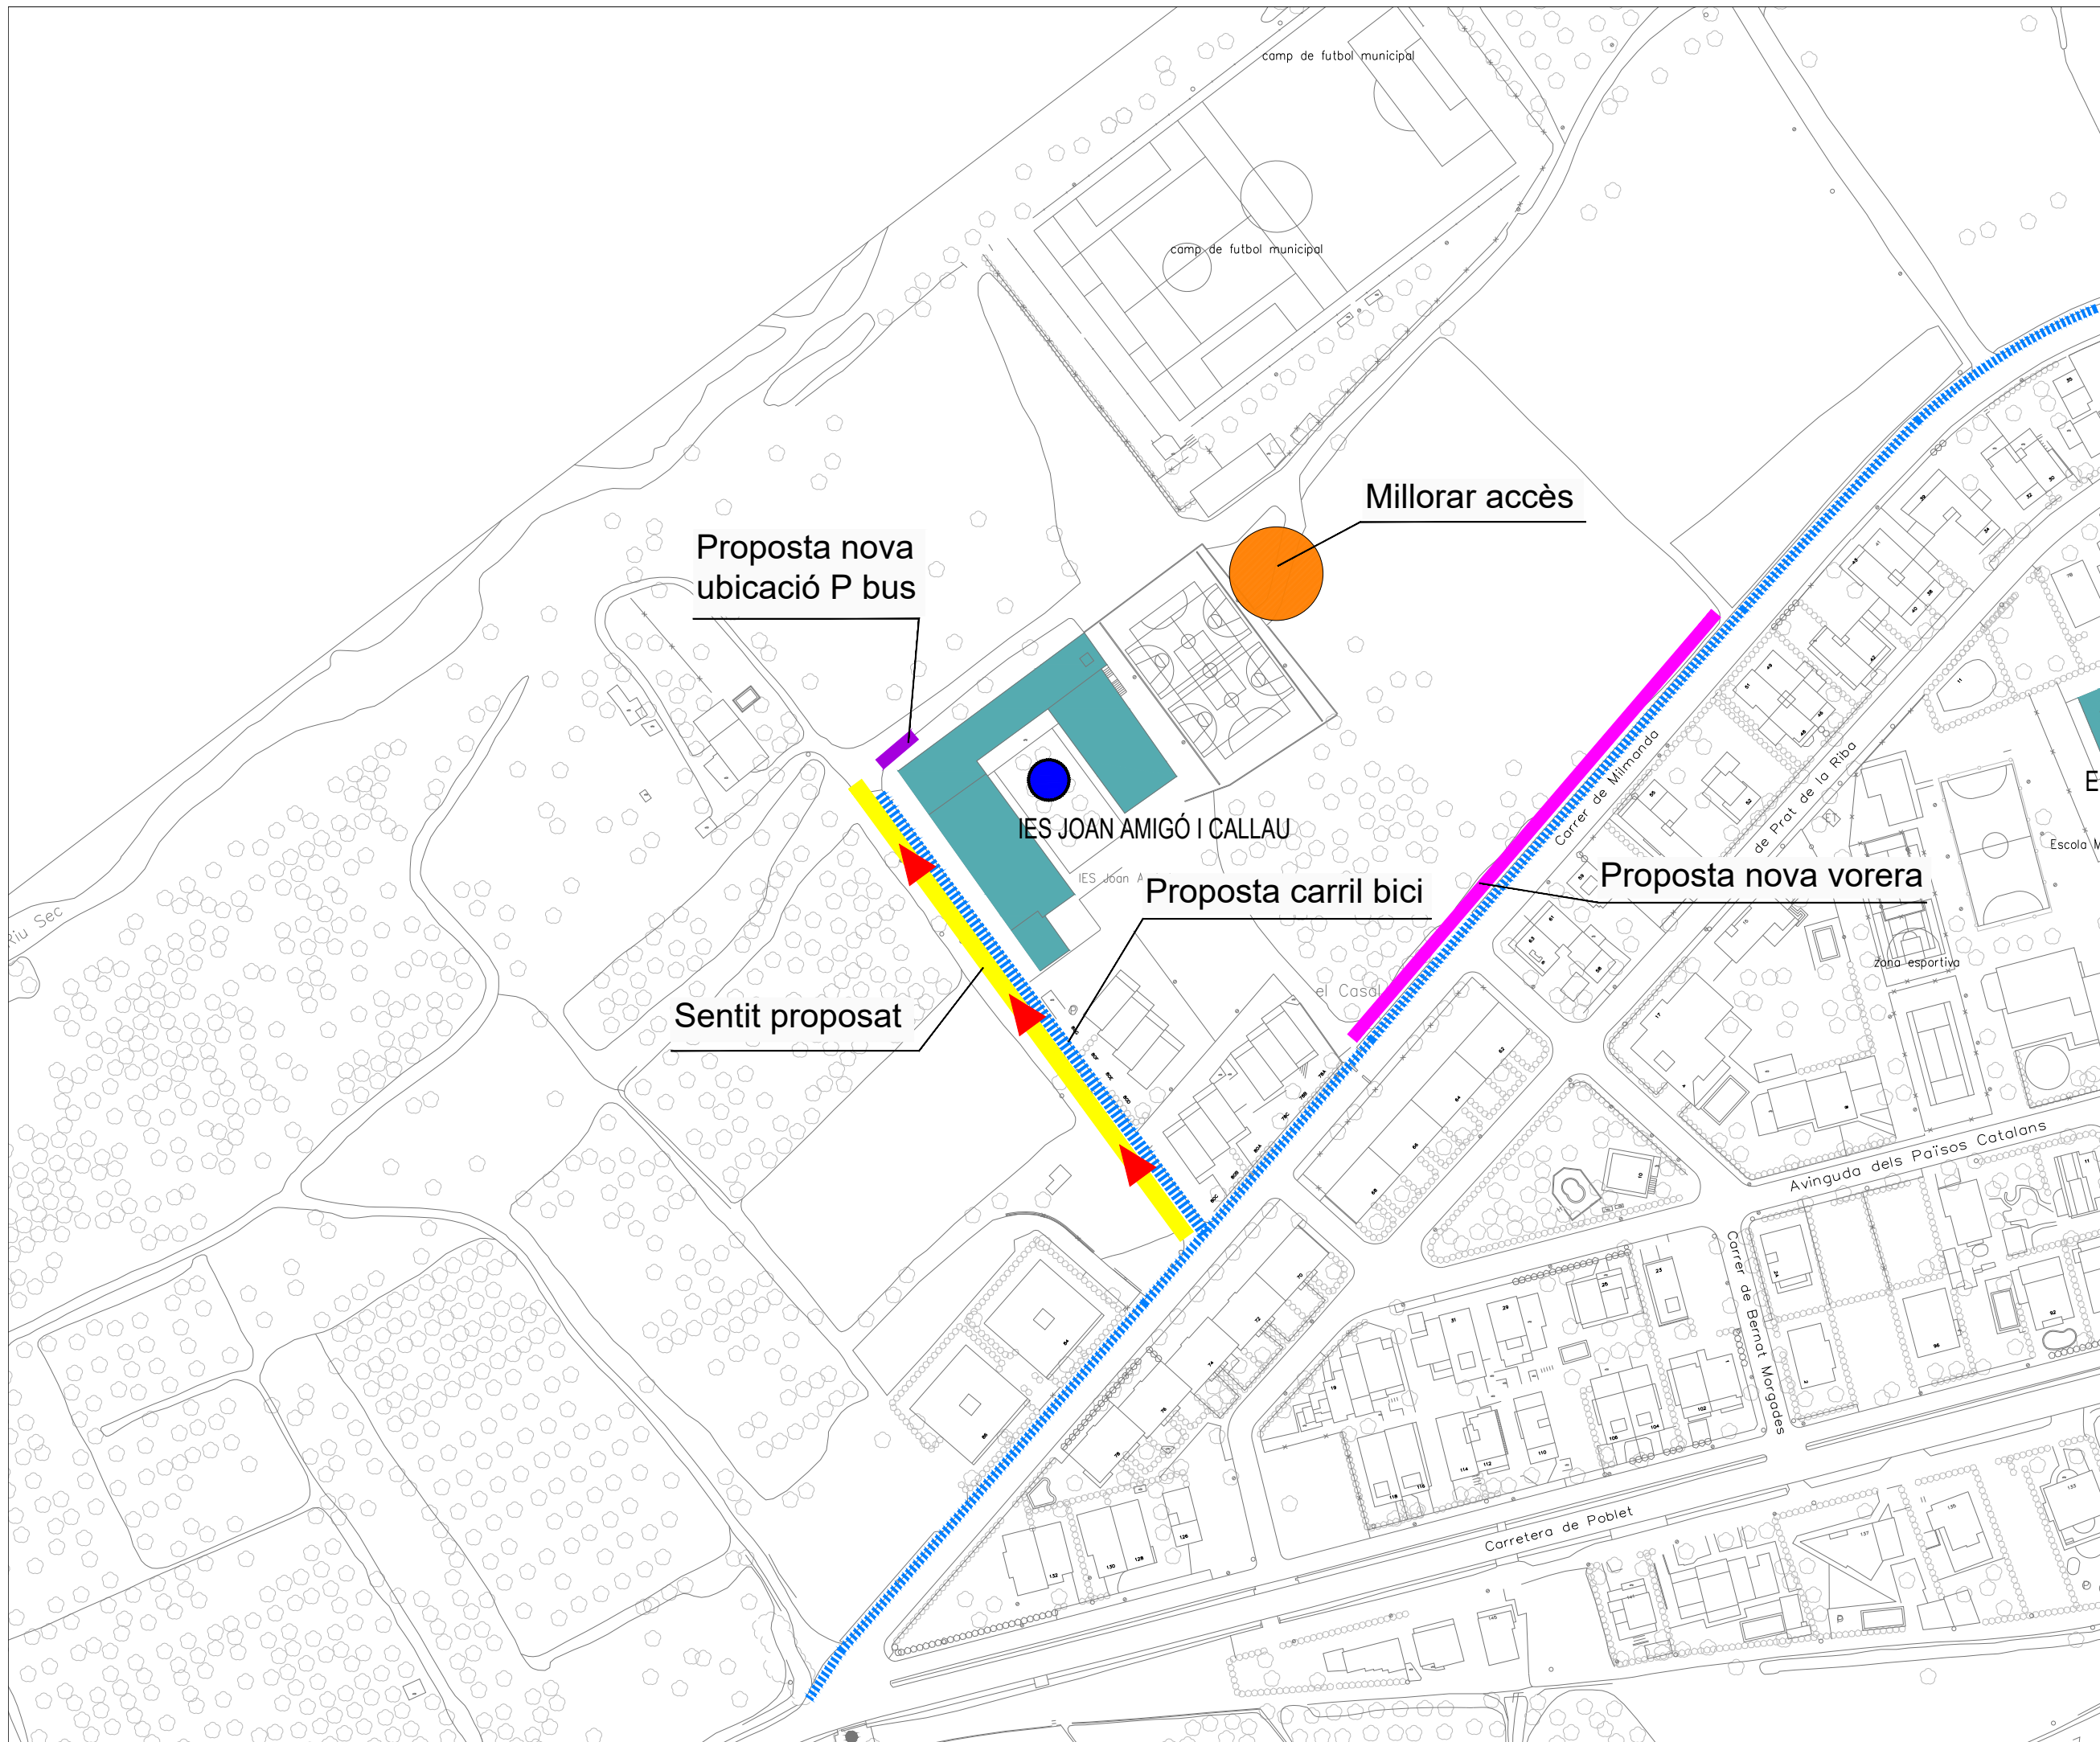 camp de futbol municipal
camp de futbol municipal
Millorar accès
Proposta nova
ubicació P bus
Carrer de Milmanda
de Prat de la Riba
IES JOAN AMIGÓ I CALLAU
IES Joan A
Escola M
Proposta carril bici
Proposta nova vorera
Riu Sec
zona esportiva
el Casal
Sentit proposat
Avinguda dels Països Catalans
Carrer de Bernat Morgades
Carretera de Poblet